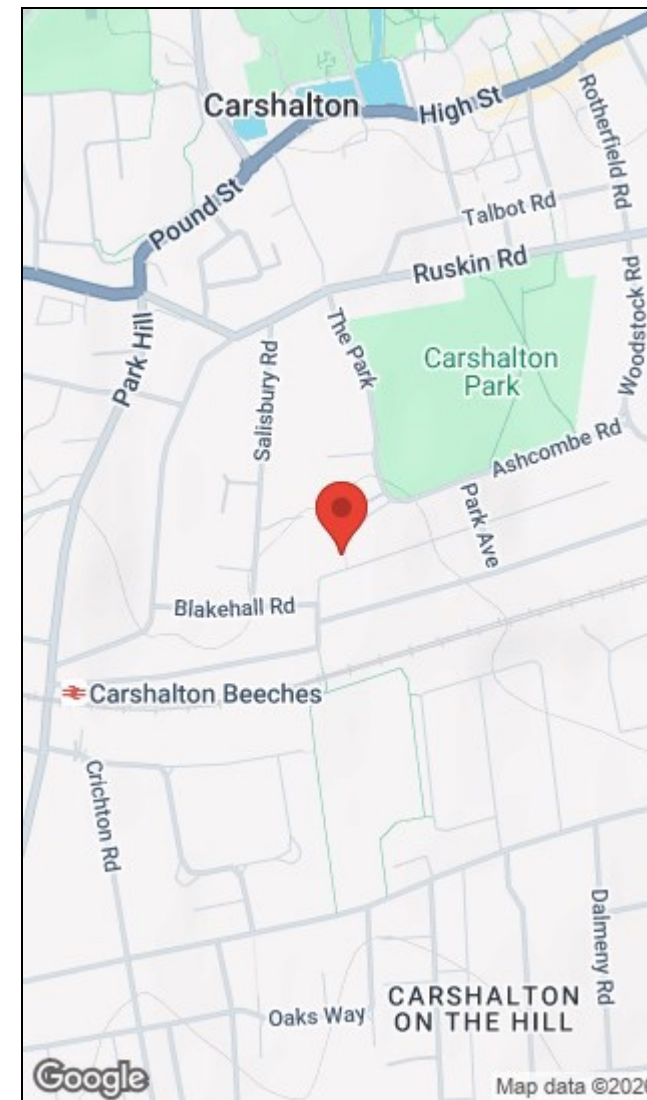 Carshalton
High St
Rotherfield Rd
Pound St
Talbot Rd
Ruskin Rd
Woodstock Rd
Park Hill
The Park
Salisbury Rd
Carshalton
Park
Ashcombe Rd
Park Ave
Blakehall Rd
Carshalton Beeches
Crichton Rd
Dalmeny Rd
CARSHALTON
ON THE HILL
Oaks Way
Google
Map data ©2026